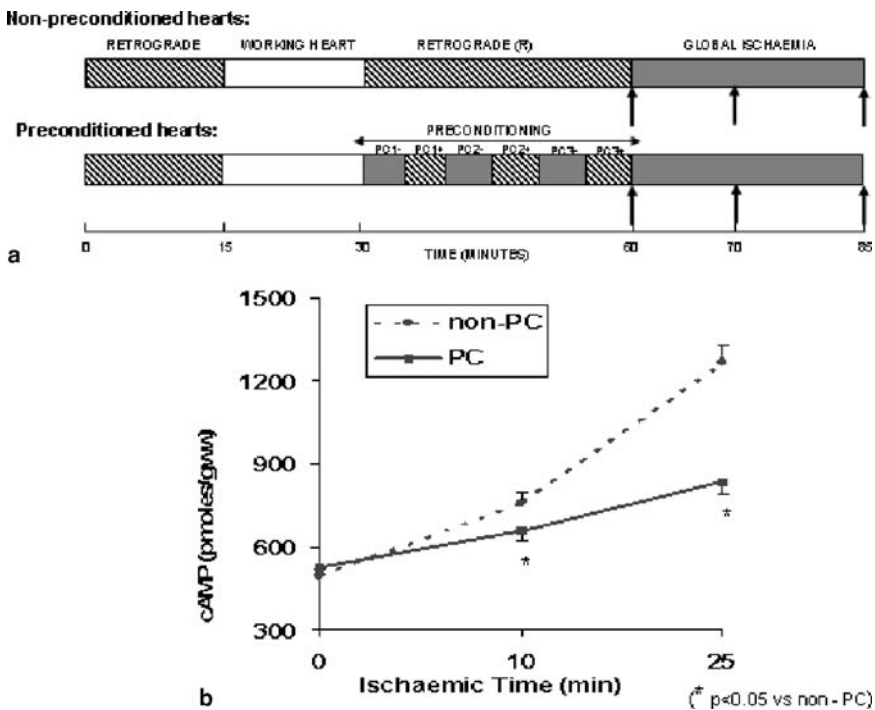 Non-preconditioned hearts:
RETROGRADE WORKING HEART RETROGRADE (R) GLOBAL ISCHAEMIA
Preconditioned hearts:
PRECONDITIONING
PC1- PC1+ PC2- PC2+ PC3- PC3+
0 15 30 60 70 85
TIME (MINUTES)
a
1500
1200
900
600
300
cAMP (pmoles/gww)
non-PC
PC
*
*
0 10 25
Ischaemic Time (min)
b
(* p<0.05 vs non - PC)